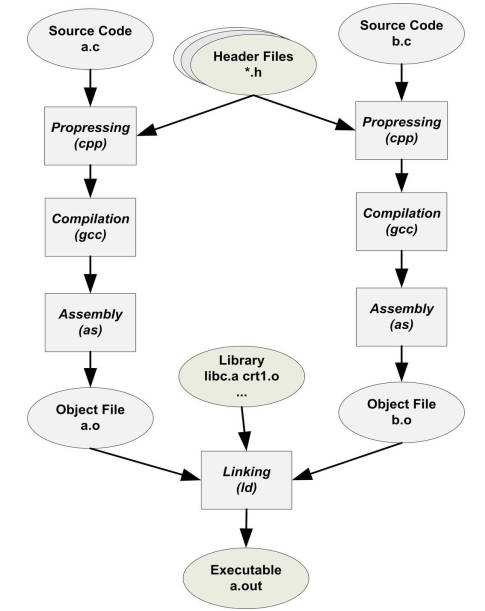 Source Code
a.c
Header Files
*.h
Source Code
b.c
Propressing
(cpp)
Propressing
(cpp)
Compilation
(gcc)
Compilation
(gcc)
Assembly
(as)
Assembly
(as)
Library
libc.a crt1.o
...
Object File
a.o
Object File
b.o
Linking
(ld)
Executable
a.out